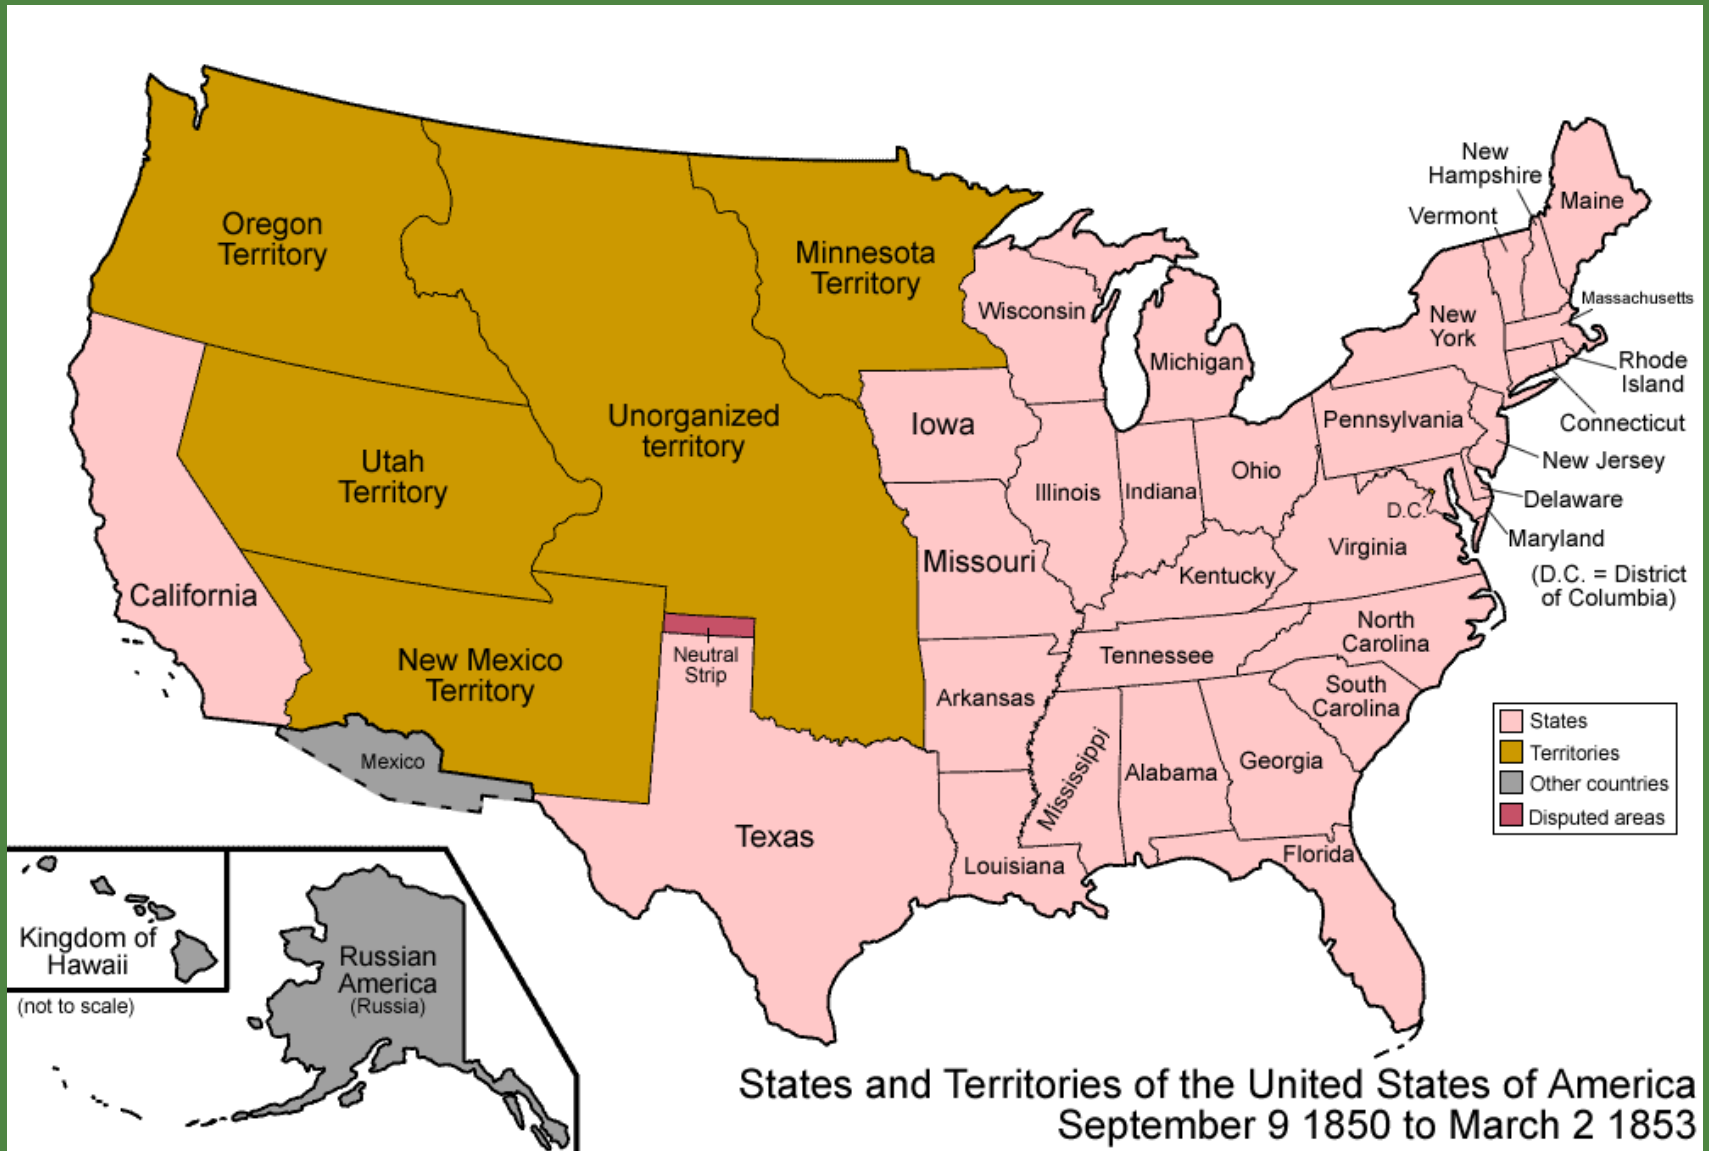 New
Hampshire
Maine
Vermont
Oregon
Territory
Minnesota
Territory
Wisconsin
Massachusetts
New
York
Michigan
Rhode
Island
Unorganized
territory
Iowa
Pennsylvania
Connecticut
Utah
Territory
Ohio
New Jersey
Illinois
Indiana
Delaware
D.C.
Maryland
Missouri
Virginia
Kentucky
(D.C. = District
of Columbia)
California
North
Carolina
New Mexico
Territory
Neutral
Strip
Tennessee
Arkansas
South
Carolina
States
Territories
Other countries
Disputed areas
Mexico
Mississippi
Alabama
Georgia
Texas
Louisiana
Florida
Kingdom of
Hawaii
(not to scale)
Russian
America
(Russia)
States and Territories of the United States of America
September 9 1850 to March 2 1853